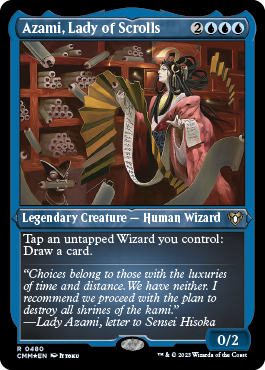 Azami, Lady of Scrolls 2
Legendary Creature — Human Wizard
Tap an untapped Wizard you control:
Draw a card.
“Choices belong to those with the luxuries
of time and distance. We have neither. I
recommend we proceed with the plan to
destroy all shrines of the kami.”
—Lady Azami, letter to Sensei Hisoka
0/2
R 0480
CMM★EN Ittoku
™ & © 2023 Wizards of the Coast